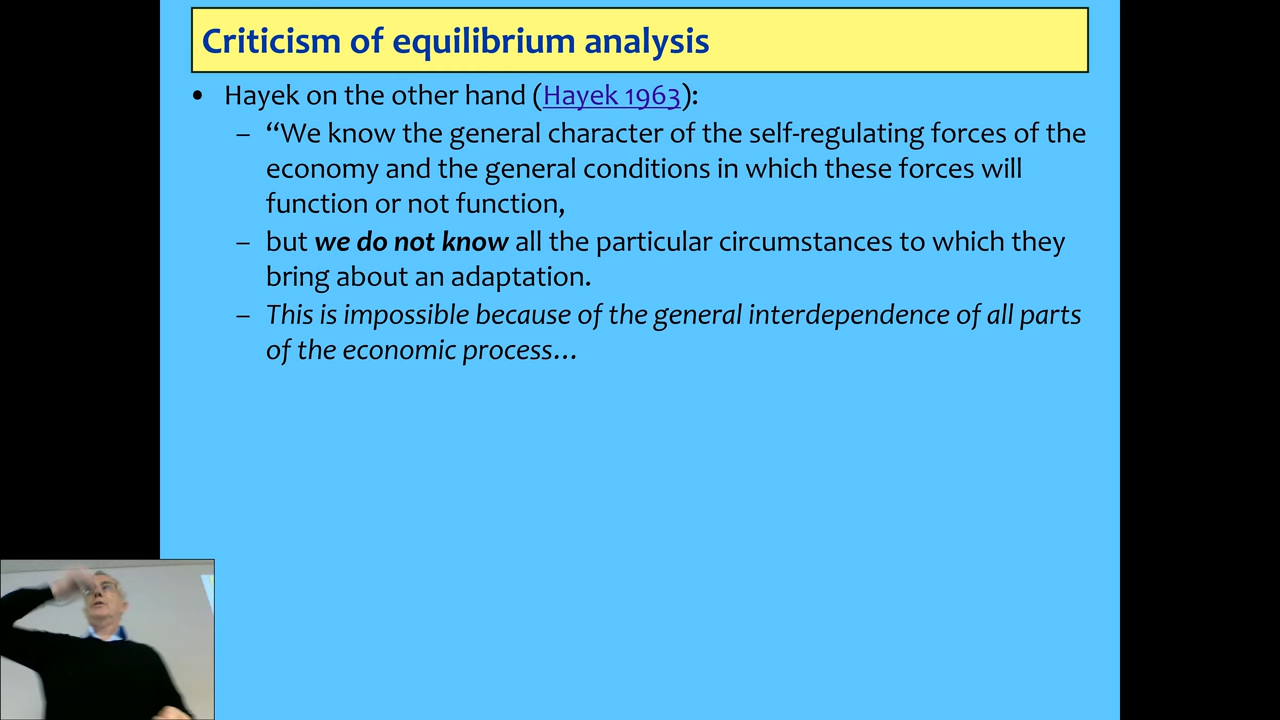 Criticism of equilibrium analysis
• Hayek on the other hand (Hayek 1963):
– “We know the general character of the self-regulating forces of the
economy and the general conditions in which these forces will
function or not function,
– but we do not know all the particular circumstances to which they
bring about an adaptation.
– This is impossible because of the general interdependence of all parts
of the economic process…